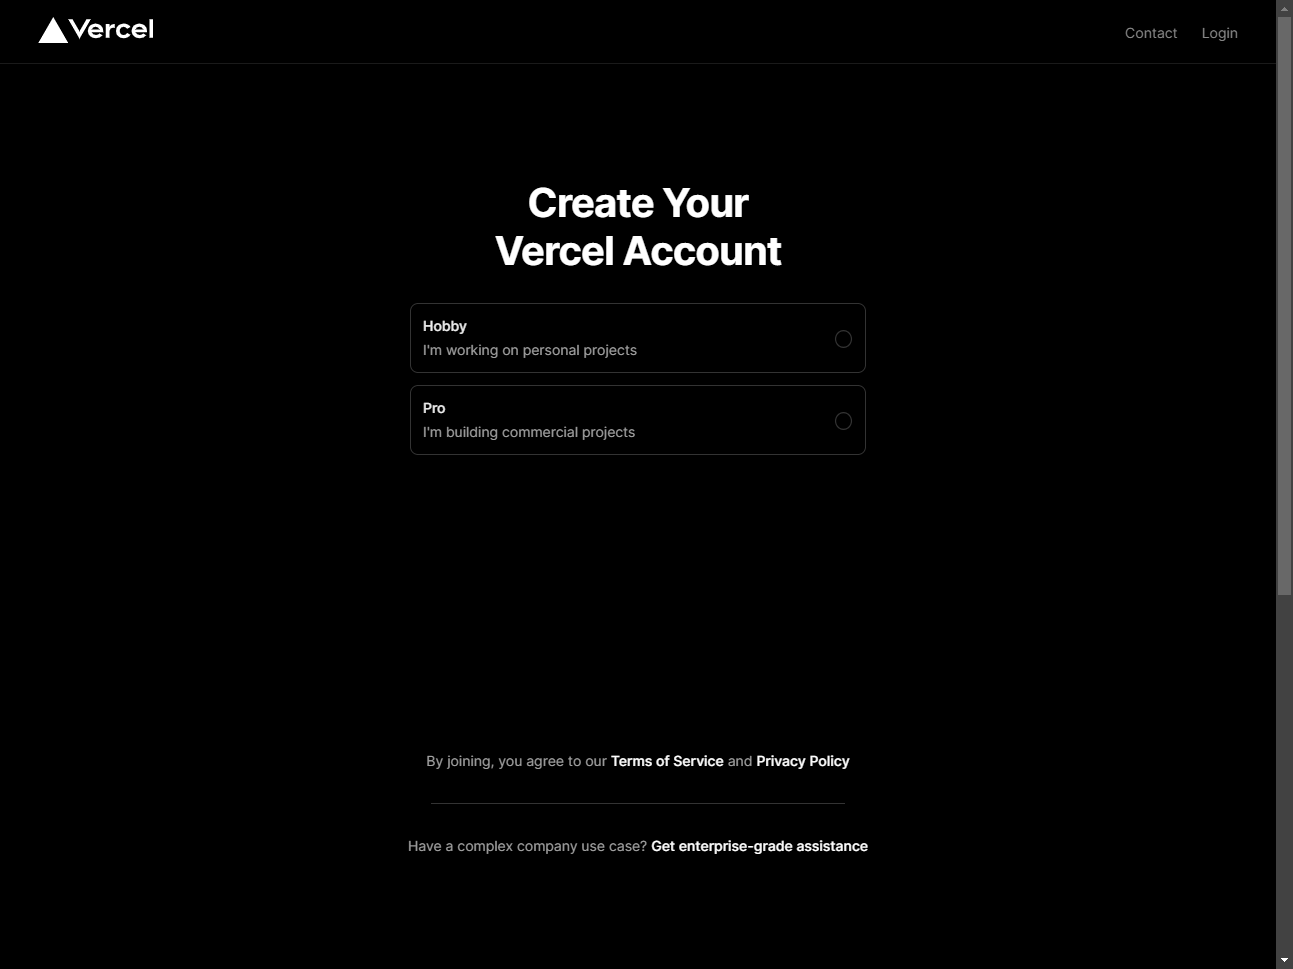 Vercel
Contact
Login
Create Your
Vercel Account
Hobby
I'm working on personal projects
Pro
I'm building commercial projects
By joining, you agree to our Terms of Service and Privacy Policy
Have a complex company use case? Get enterprise-grade assistance